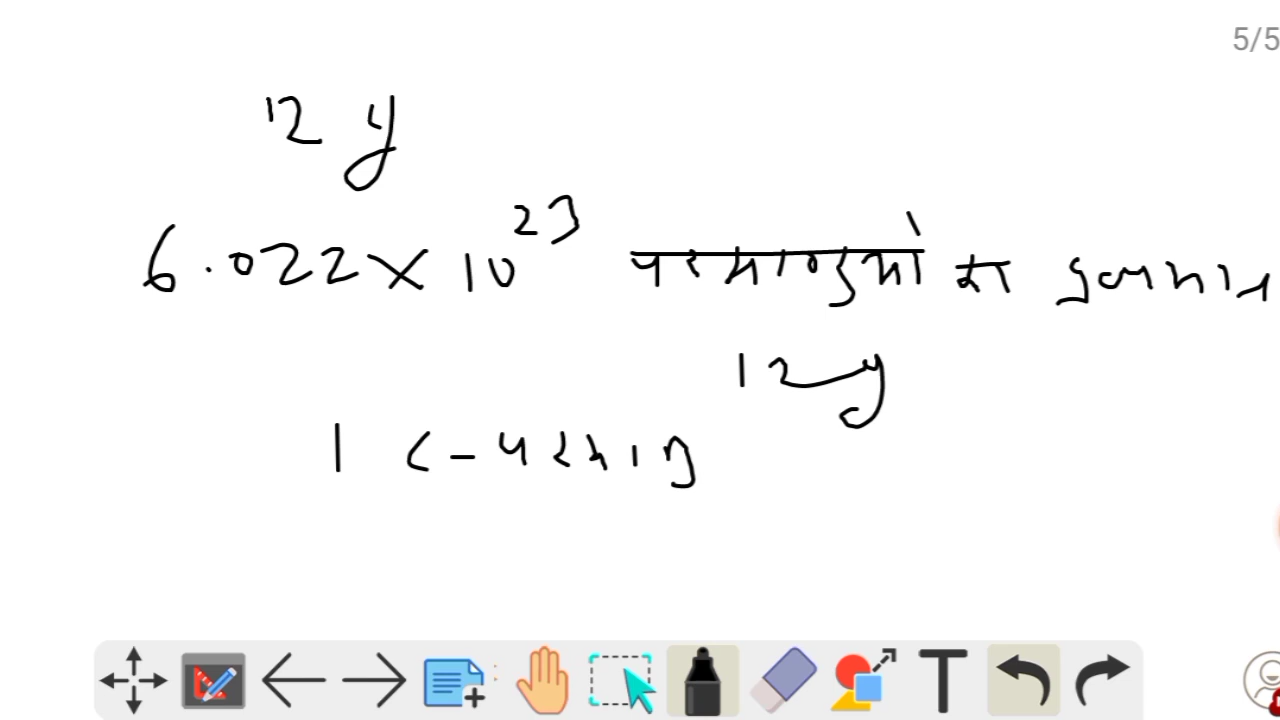 5/5
12 g
6.022 × 10²³ परमाणुओं का द्रव्यमान
12 g
1 C - परमाणु
T